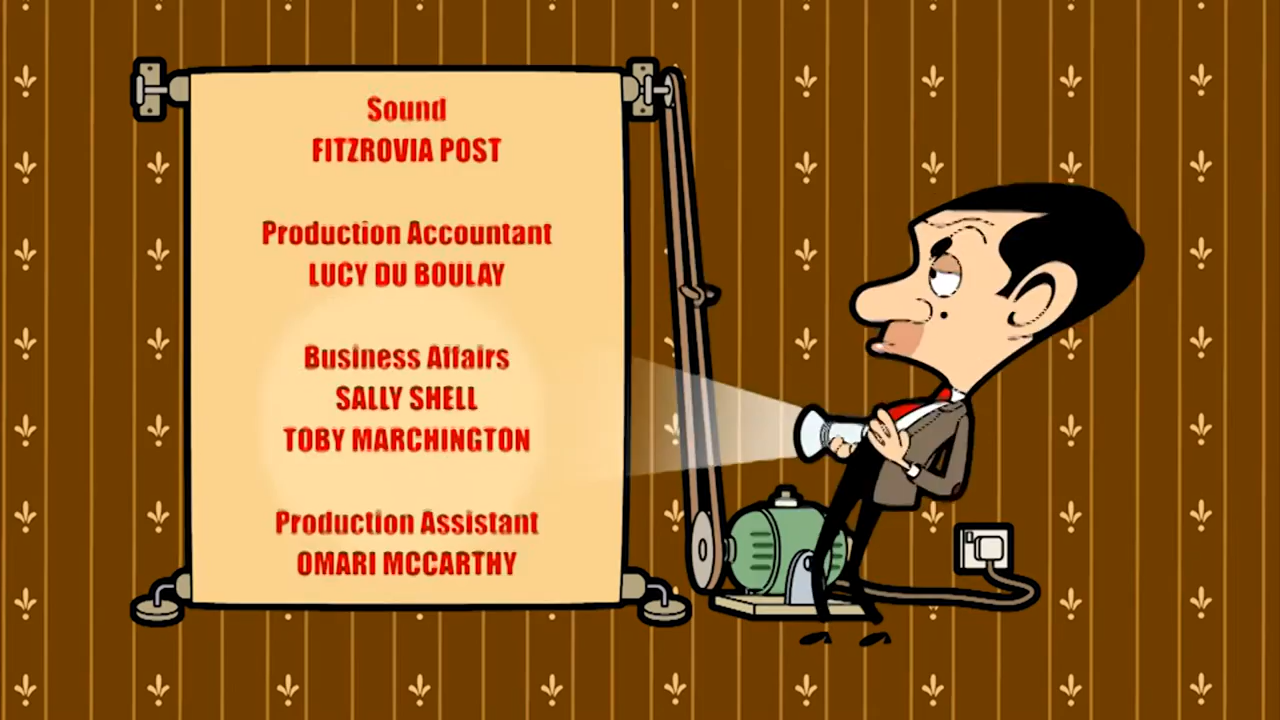 Sound
FITZROVIA POST
Production Accountant
LUCY DU BOULAY
Business Affairs
SALLY SHELL
TOBY MARCHINGTON
Production Assistant
OMARI MCCARTHY